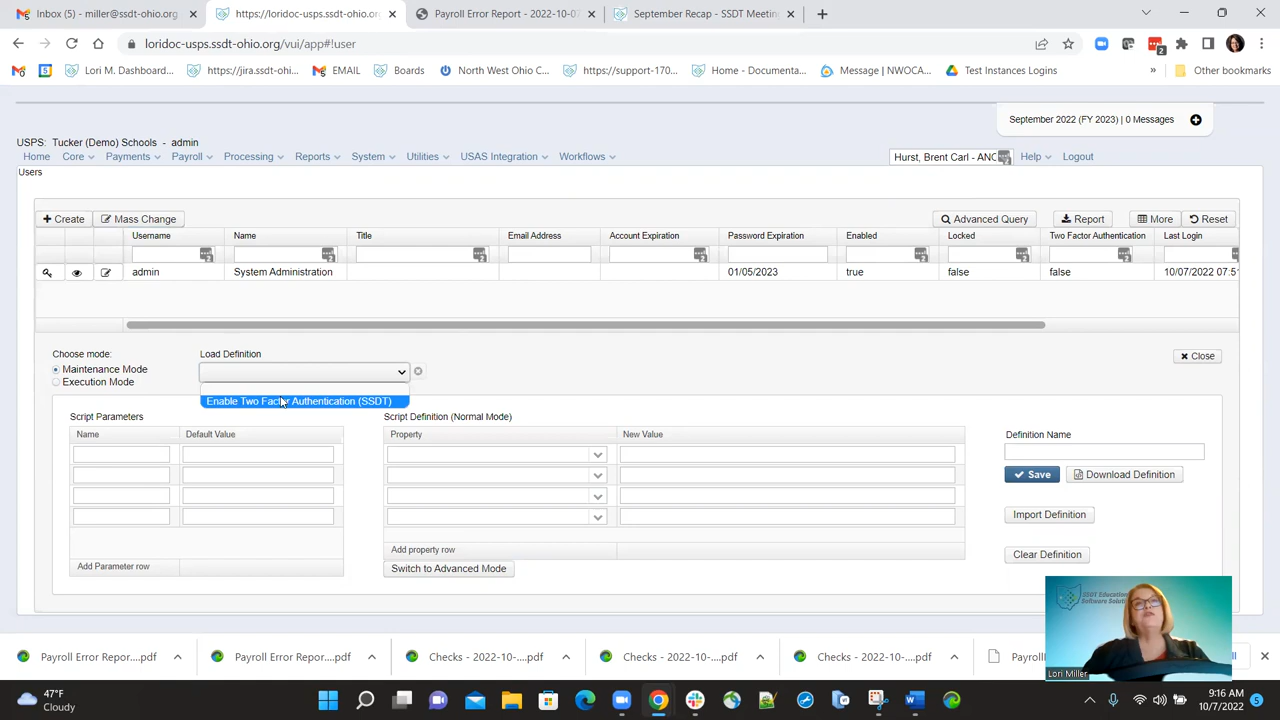 Inbox (5) - miller@ssdt-ohio.org
https://loridoc-usps.ssdt-ohio.org/
Payroll Error Report - 2022-10-07
September Recap - SSDT Meeting
loridoc-usps.ssdt-ohio.org/vui/app#!user
Lori M. Dashboard...
https://jira.ssdt-ohi...
EMAIL
Boards
North West Ohio C...
https://support-170...
Home - Documenta...
Message | NWOCA...
Test Instances Logins
»
Other bookmarks
September 2022 (FY 2023) | 0 Messages
USPS: Tucker (Demo) Schools - admin
Home Core Payments Payroll Processing Reports System Utilities USAS Integration Workflows Hurst, Brent Carl - ANC Help Logout
Users
Create Mass Change Advanced Query Report More Reset
Username Name Title Email Address Account Expiration Password Expiration Enabled Locked Two Factor Authentication Last Login
admin System Administration 01/05/2023 true false false 10/07/2022 07:51
Choose mode:
Maintenance Mode
Execution Mode
Load Definition
Enable Two Factor Authentication (SSDT)
Close
Script Parameters
Name Default Value
Add Parameter row
Script Definition (Normal Mode)
Property New Value
Add property row
Switch to Advanced Mode
Definition Name
Save Download Definition
Import Definition
Clear Definition
SSDT Education
Software Solutions
Lori Miller
Payroll Error Repor....pdf
Payroll Error Repor....pdf
Checks - 2022-10-....pdf
Checks - 2022-10-....pdf
Checks - 2022-10-....pdf
47°F
Cloudy
9:16 AM
10/7/2022
5